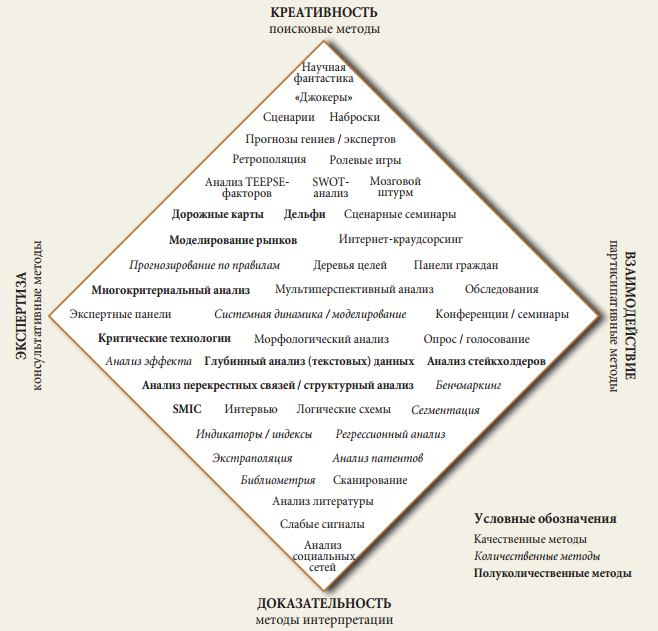 КРЕАТИВНОСТЬ
поисковые методы
Научная
фантастика
«Джокеры»
Сценарии Наброски
Прогнозы гениев / экспертов
Ретрополяция Ролевые игры
Анализ TEEPSE-
факторов
SWOT-
анализ
Мозговой
штурм
Дорожные карты Дельфи Сценарные семинары
Моделирование рынков Интернет-краудсорсинг
Прогнозирование по правилам Деревья целей Панели граждан
Многокритериальный анализ Мультиперспективный анализ Обследования
Экспертные панели Системная динамика / моделирование Конференции / семинары
Критические технологии Морфологический анализ Опрос / голосование
Анализ эффекта Глубинный анализ (текстовых) данных Анализ стейкхолдеров
Анализ перекрестных связей / структурный анализ Бенчмаркинг
SMIC Интервью Логические схемы Сегментация
Индикаторы / индексы Регрессионный анализ
Экстраполяция Анализ патентов
Библиометрия Сканирование
Анализ литературы
Слабые сигналы
Анализ
социальных
сетей
ЭКСПЕРТИЗА
консультативные методы
ВЗАИМОДЕЙСТВИЕ
партисипативные методы
Условные обозначения
Качественные методы
Количественные методы
Полуколичественные методы
ДОКАЗАТЕЛЬНОСТЬ
методы интерпретации